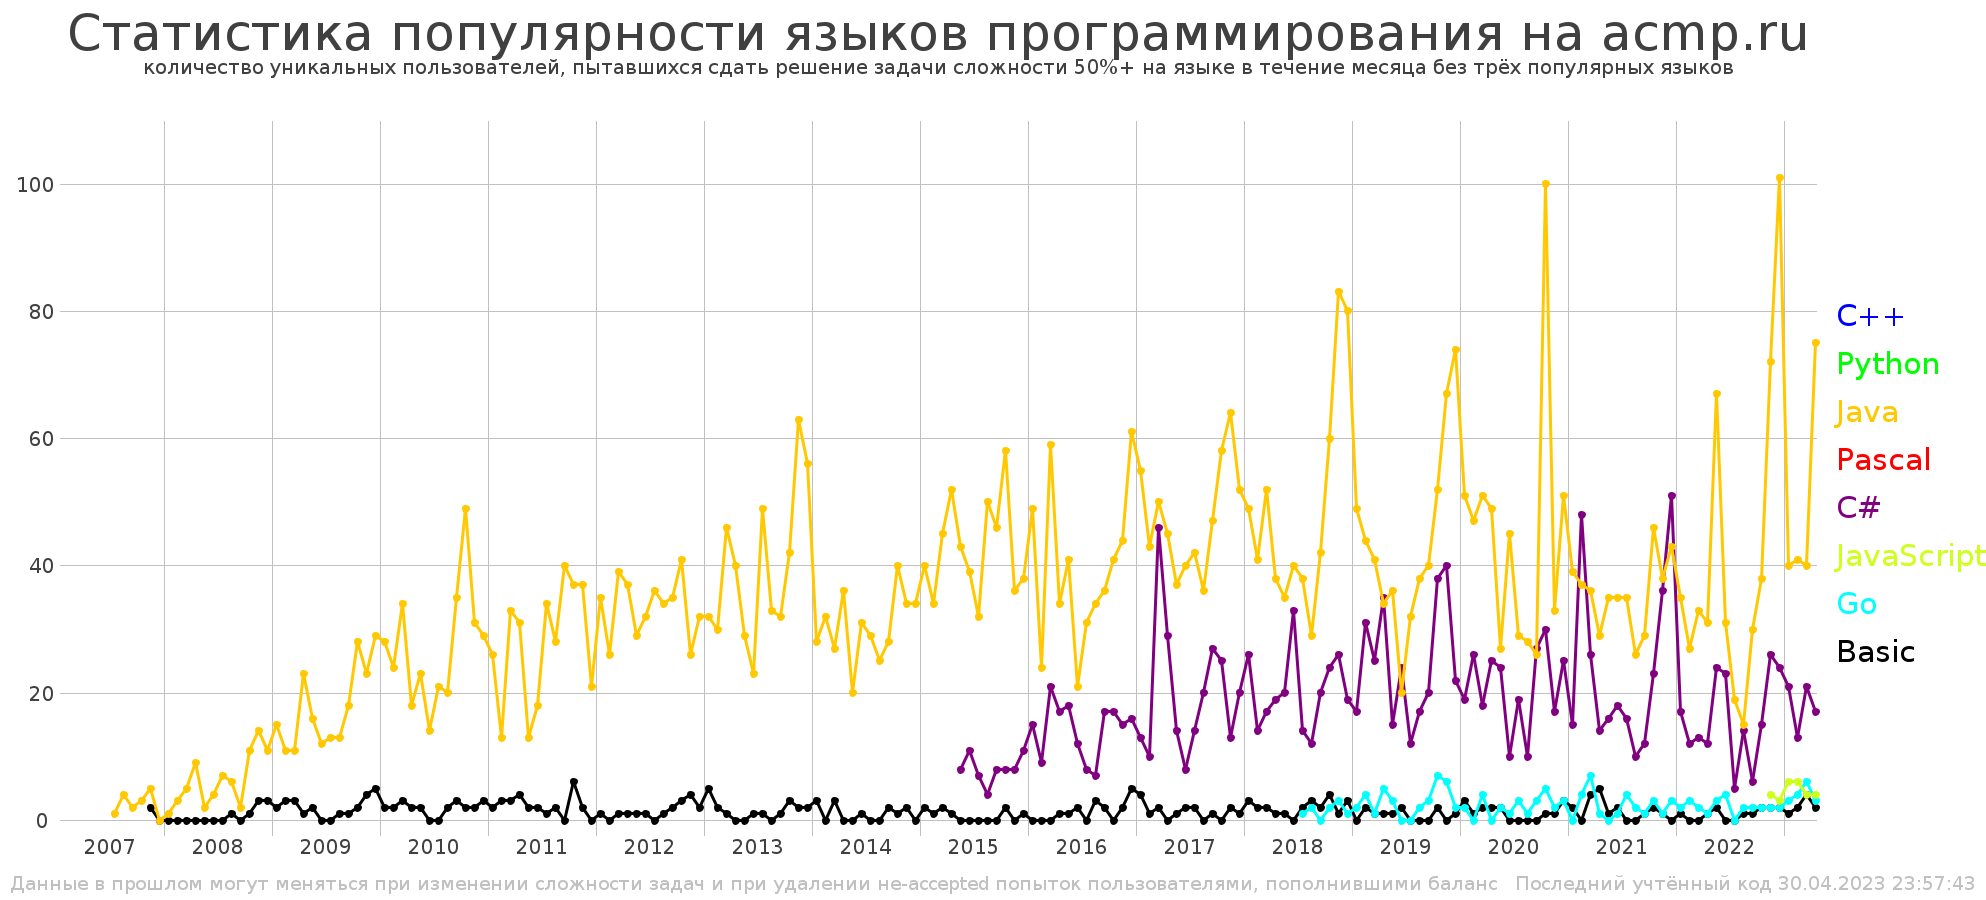 Статистика популярности языков программирования на acmp.ru
количество уникальных пользователей, пытавшихся сдать решение задачи сложности 50%+ на языке в течение месяца без трёх популярных языков
100
80
60
40
20
0
C++
Python
Java
Pascal
C#
JavaScript
Go
Basic
2007 2008 2009 2010 2011 2012 2013 2014 2015 2016 2017 2018 2019 2020 2021 2022
Данные в прошлом могут меняться при изменении сложности задач и при удалении не-accepted попыток пользователями, пополнившими баланс Последний учтённый код 30.04.2023 23:57:43